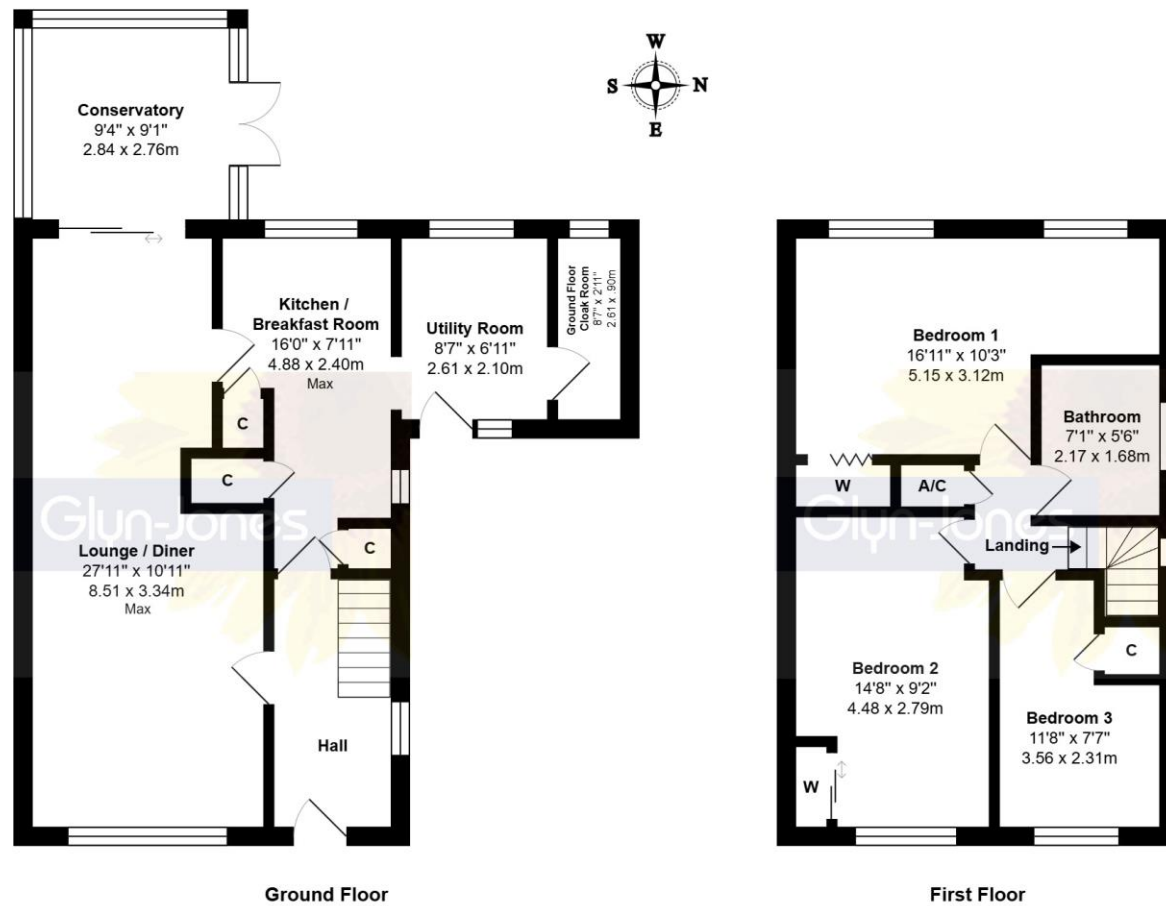 Conservatory
9'4" x 9'1"
2.84 x 2.76m
W
S
N
E
Kitchen /
Breakfast Room
16'0" x 7'11"
4.88 x 2.40m
Max
Utility Room
8'7" x 6'11"
2.61 x 2.10m
Ground Floor
Cloak Room
8'7" x 2'11"
2.61 x .90m
C
C
C
Glyn-Jones
Lounge / Diner
27'11" x 10'11"
8.51 x 3.34m
Max
Hall
Ground Floor
Bedroom 1
16'11" x 10'3"
5.15 x 3.12m
Bathroom
7'1" x 5'6"
2.17 x 1.68m
W
A/C
Glyn-Jones
Landing
C
Bedroom 2
14'8" x 9'2"
4.48 x 2.79m
Bedroom 3
11'8" x 7'7"
3.56 x 2.31m
W
First Floor